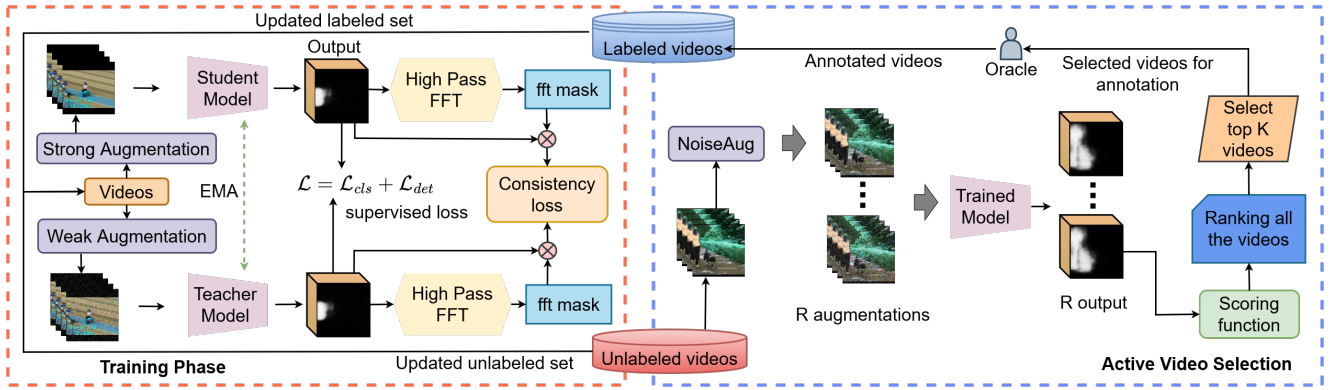 Updated labeled set
Output
Student
Model
High Pass
FFT
fft mask
Strong Augmentation
Videos
Weak Augmentation
EMA
ℒ = ℒ_cls + ℒ_det
supervised loss
Consistency
loss
Teacher
Model
High Pass
FFT
fft mask
Training Phase
Updated unlabeled set
Labeled videos
Unlabeled videos
Annotated videos
Oracle
Selected videos for
annotation
NoiseAug
R augmentations
Trained
Model
R output
Select
top K
videos
Ranking all
the videos
Scoring
function
Active Video Selection